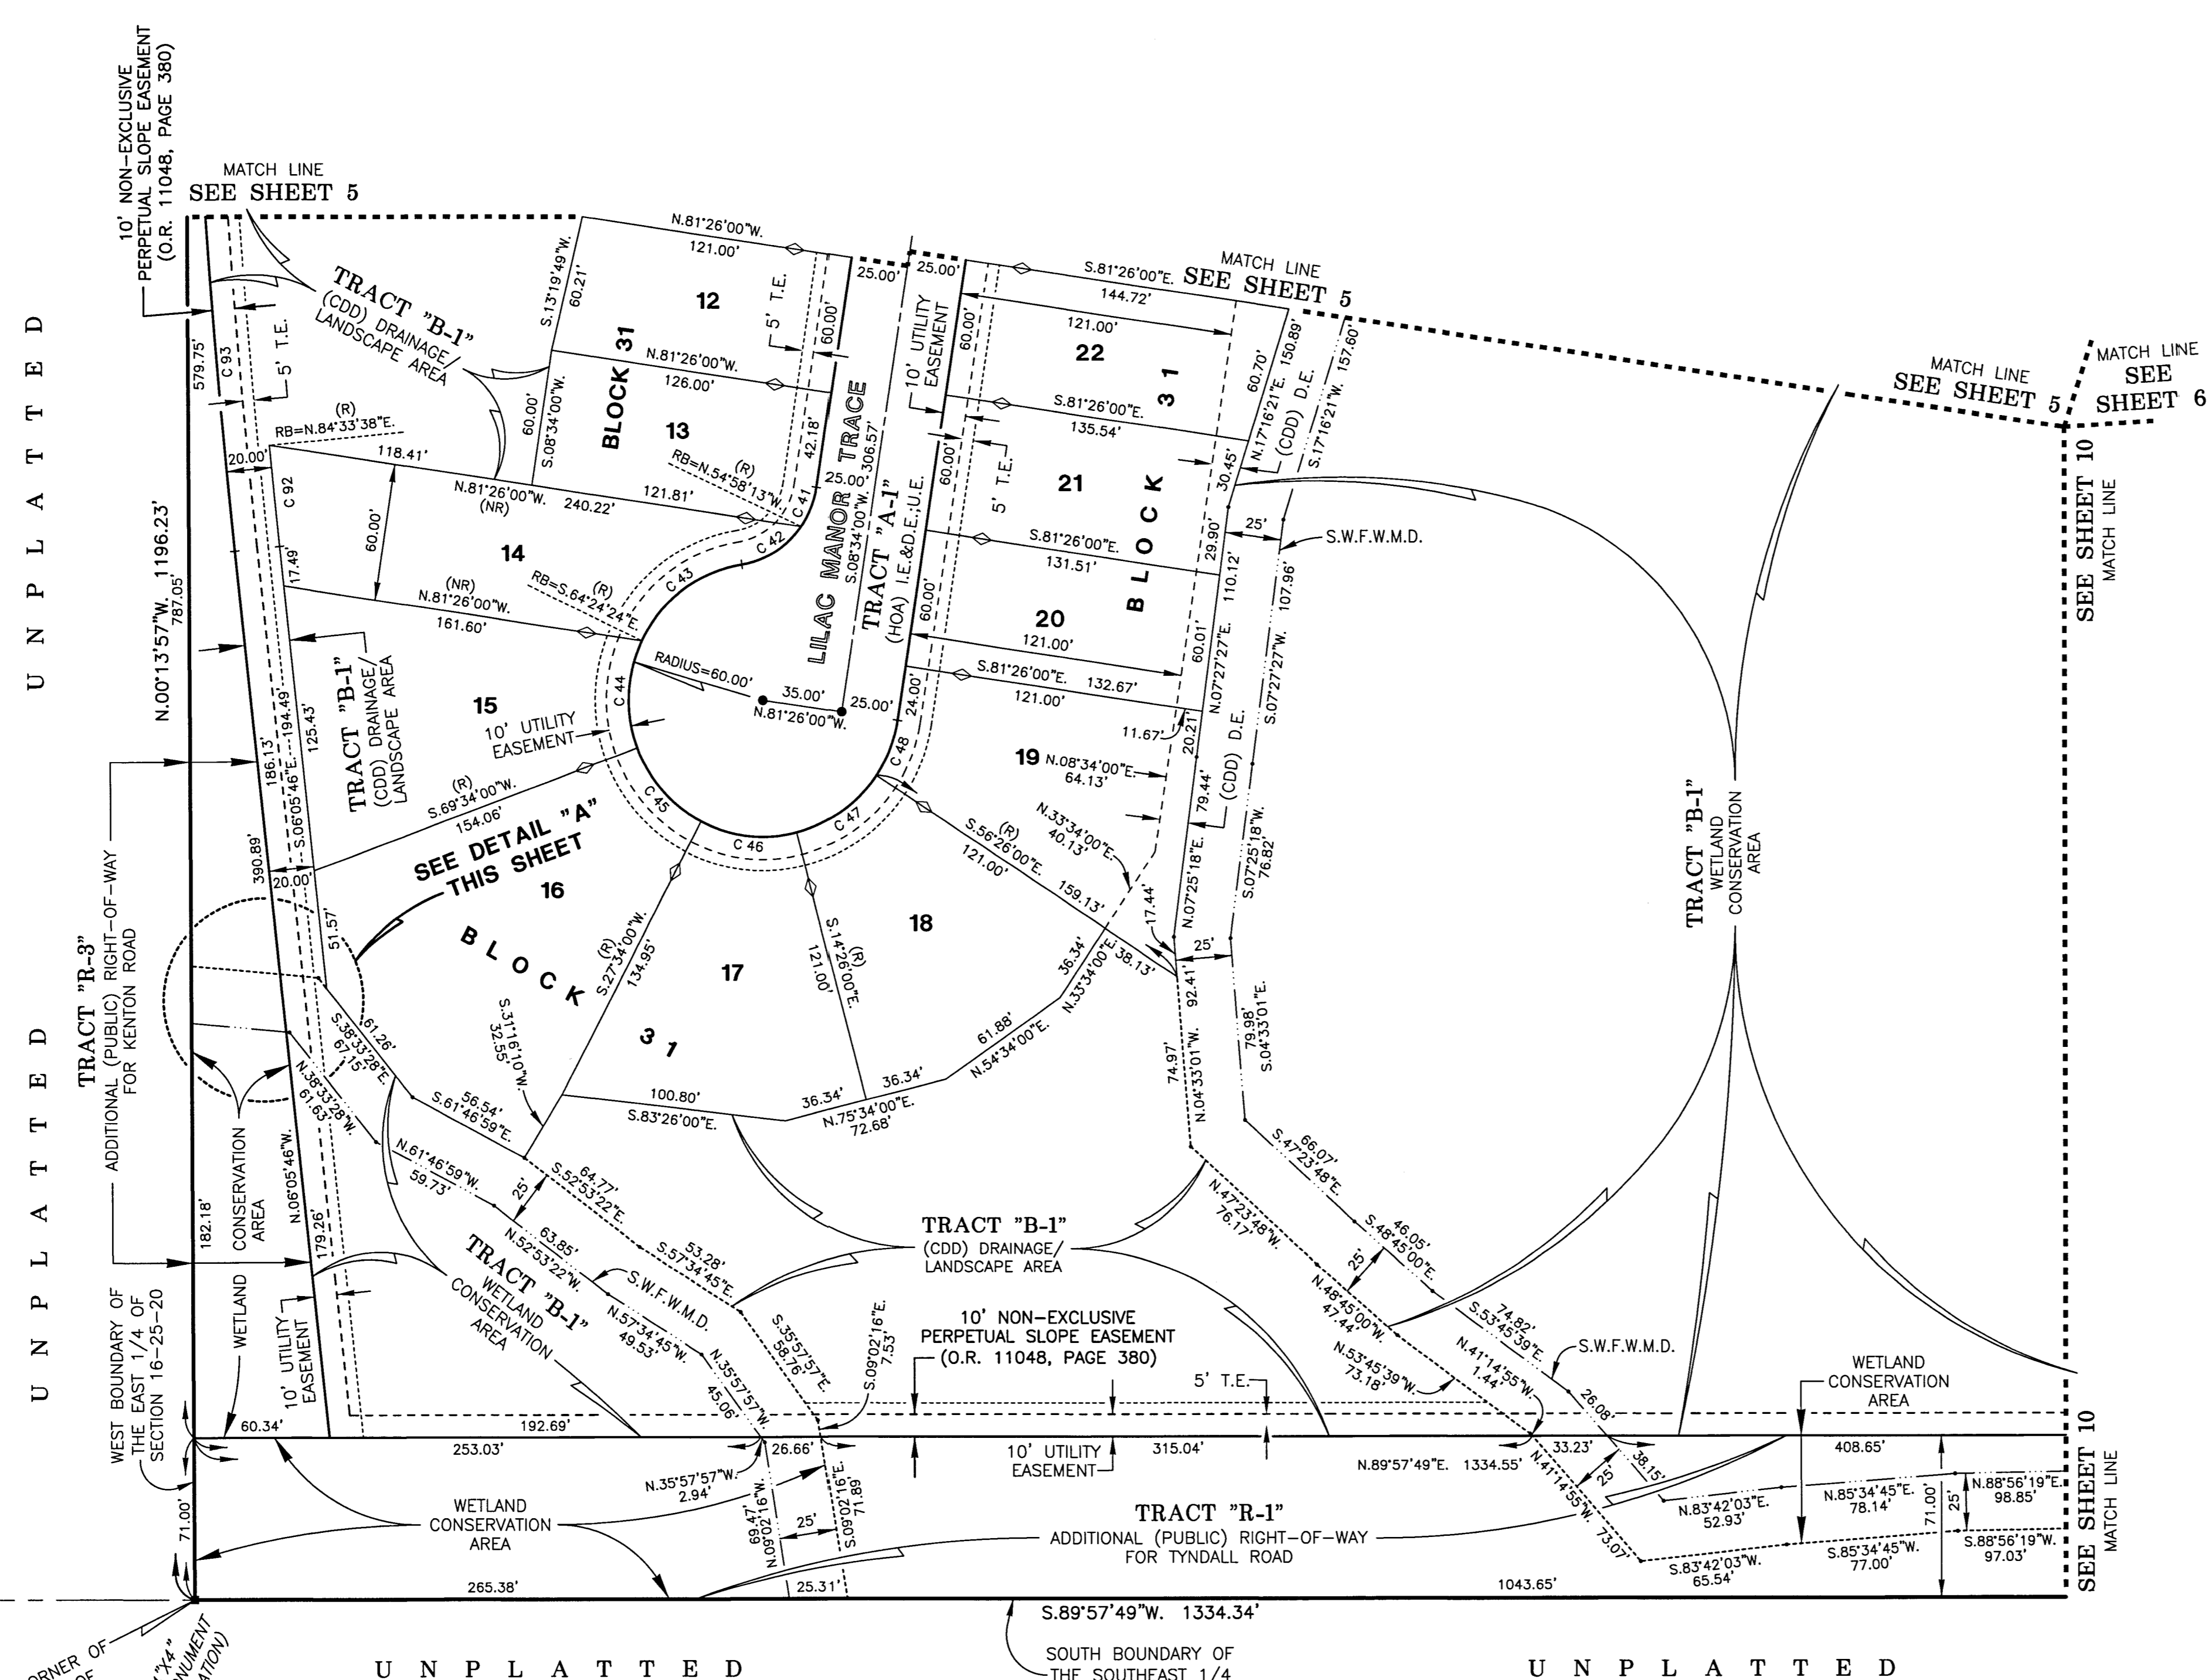 10' NON-EXCLUSIVE
PERPETUAL SLOPE EASEMENT
(O.R. 11048, PAGE 380)
MATCH LINE
SEE SHEET 5
U N P L A T T E D
579.75'
C 93
5' T.E.
TRACT "B-1"
(CDD) DRAINAGE/
LANDSCAPE AREA
S.13°19'49"W.
60.21'
N.81°26'00"W.
121.00'
12
BLOCK 31
5' T.E.
60.00'
25.00'
25.00'
N.81°26'00"W.
126.00'
60.00'
S.08°34'00"W.
13
42.18'
RB=N.54°58'13"W.
(R)
C 41
25.00'
LILAC MANOR TRACE
S.08°34'00"W. 306.57'
TRACT "A-1"
(HOA) I.E.&D.E.;U.E.
10' UTILITY
EASEMENT
60.00'
60.00'
60.00'
24.00'
5' T.E.
S.81°26'00"E.
144.72'
MATCH LINE
SEE SHEET 5
121.00'
22
S.81°26'00"E.
135.54'
21
B L O C K
3 1
S.81°26'00"E.
131.51'
20
121.00'
S.81°26'00"E. 132.67'
121.00'
60.70'
N.17°16'21"E. 150.89'
(CDD) D.E.
S.17°16'21"W. 157.60'
30.45'
29.90'
25'
S.W.F.W.M.D.
110.12'
N.07°27'27"E.
60.01'
20.21'
11.67'
S.07°27'27"W. 107.96'
(CDD) D.E.
MATCH LINE
SEE SHEET 5
MATCH LINE
SEE
SHEET 6
SEE SHEET 10
MATCH LINE
(R)
RB=N.84°33'38"E.
20.00'
118.41'
C 92
N.81°26'00"W.
(NR)
240.22'
121.81'
60.00'
14
17.49'
C 42
C 43
(R)
RB=S.64°24'24"E.
(NR)
N.81°26'00"W.
161.60'
N.00°13'57"W. 1196.23'
787.05'
186.13'
S.06°05'46"E. 194.49'
125.43'
TRACT "B-1"
(CDD) DRAINAGE/
LANDSCAPE AREA
15
10' UTILITY
EASEMENT
C 44
RADIUS=60.00'
35.00'
N.81°26'00"W.
25.00'
(R)
S.69°34'00"W.
154.06'
C 45
C 46
C 47
C 48
19
N.08°34'00"E.
64.13'
N.33°34'00"E.
40.13'
79.44'
N.07°25'18"E.
S.07°25'18"W.
76.82'
(R)
S.56°26'00"E.
121.00'
159.13'
38.13'
17.44'
25'
TRACT "B-1"
WETLAND
CONSERVATION
AREA
390.89'
20.00'
SEE DETAIL "A"
THIS SHEET
16
51.57'
B L O C K
3 1
(R)
S.27°34'00"W.
134.95'
17
(R)
S.14°26'00"E.
121.00'
18
36.34'
N.33°34'00"E.
61.88'
N.54°34'00"E.
36.34'
36.34'
N.75°34'00"E.
72.68'
100.80'
S.83°26'00"E.
S.31°16'10"W.
32.55'
92.41'
N.04°33'01"W.
74.97'
79.98'
S.04°33'01"E.
TRACT "R-3"
ADDITIONAL (PUBLIC) RIGHT-OF-WAY
FOR KENTON ROAD
U N P L A T T E D
61.26'
S.38°33'28"E.
67.15'
N.38°33'28"W.
61.63'
56.54'
S.61°46'59"E.
N.61°46'59"W.
59.73'
25'
64.77'
S.52°53'22"E.
63.85'
N.52°53'22"W.
53.28'
S.57°34'45"E.
S.W.F.W.M.D.
TRACT "B-1"
WETLAND
CONSERVATION
AREA
N.57°34'45"W.
49.53'
S.35°57'57"E.
58.76'
N.35°57'57"W.
45.06'
S.09°02'16"E.
7.53'
TRACT "B-1"
(CDD) DRAINAGE/
LANDSCAPE AREA
10' NON-EXCLUSIVE
PERPETUAL SLOPE EASEMENT
(O.R. 11048, PAGE 380)
5' T.E.
N.47°23'48"W.
76.17'
66.07'
S.47°23'48"E.
46.05'
S.48°45'00"E.
25'
N.48°45'00"W.
47.44'
74.82'
S.53°45'39"E.
N.53°45'39"W.
73.18'
N.41°14'55"W.
1.44'
S.W.F.W.M.D.
26.08'
WETLAND
CONSERVATION
AREA
182.18'
CONSERVATION
AREA
WETLAND
N.06°05'46"W.
179.26'
10' UTILITY
EASEMENT
WEST BOUNDARY OF
THE EAST 1/4 OF
SECTION 16-25-20
60.34'
192.69'
253.03'
26.66'
10' UTILITY
EASEMENT
315.04'
N.89°57'49"E. 1334.55'
33.23'
408.65'
71.00'
WETLAND
CONSERVATION
AREA
N.35°57'57"W.
2.94'
N.09°02'16"W.
69.47'
25'
S.09°02'16"E.
71.89'
TRACT "R-1"
ADDITIONAL (PUBLIC) RIGHT-OF-WAY
FOR TYNDALL ROAD
N.41°14'55"W.
73.07'
25'
38.15'
N.83°42'03"E.
52.93'
N.85°34'45"E.
78.14'
71.00'
25'
N.88°56'19"E.
98.85'
S.83°42'03"W.
65.54'
S.85°34'45"W.
77.00'
S.88°56'19"W.
97.03'
SEE SHEET 10
MATCH LINE
265.38'
25.31'
1043.65'
S.89°57'49"W. 1334.34'
SOUTH BOUNDARY OF
THE SOUTHEAST 1/4
U N P L A T T E D
U N P L A T T E D
ORNER OF